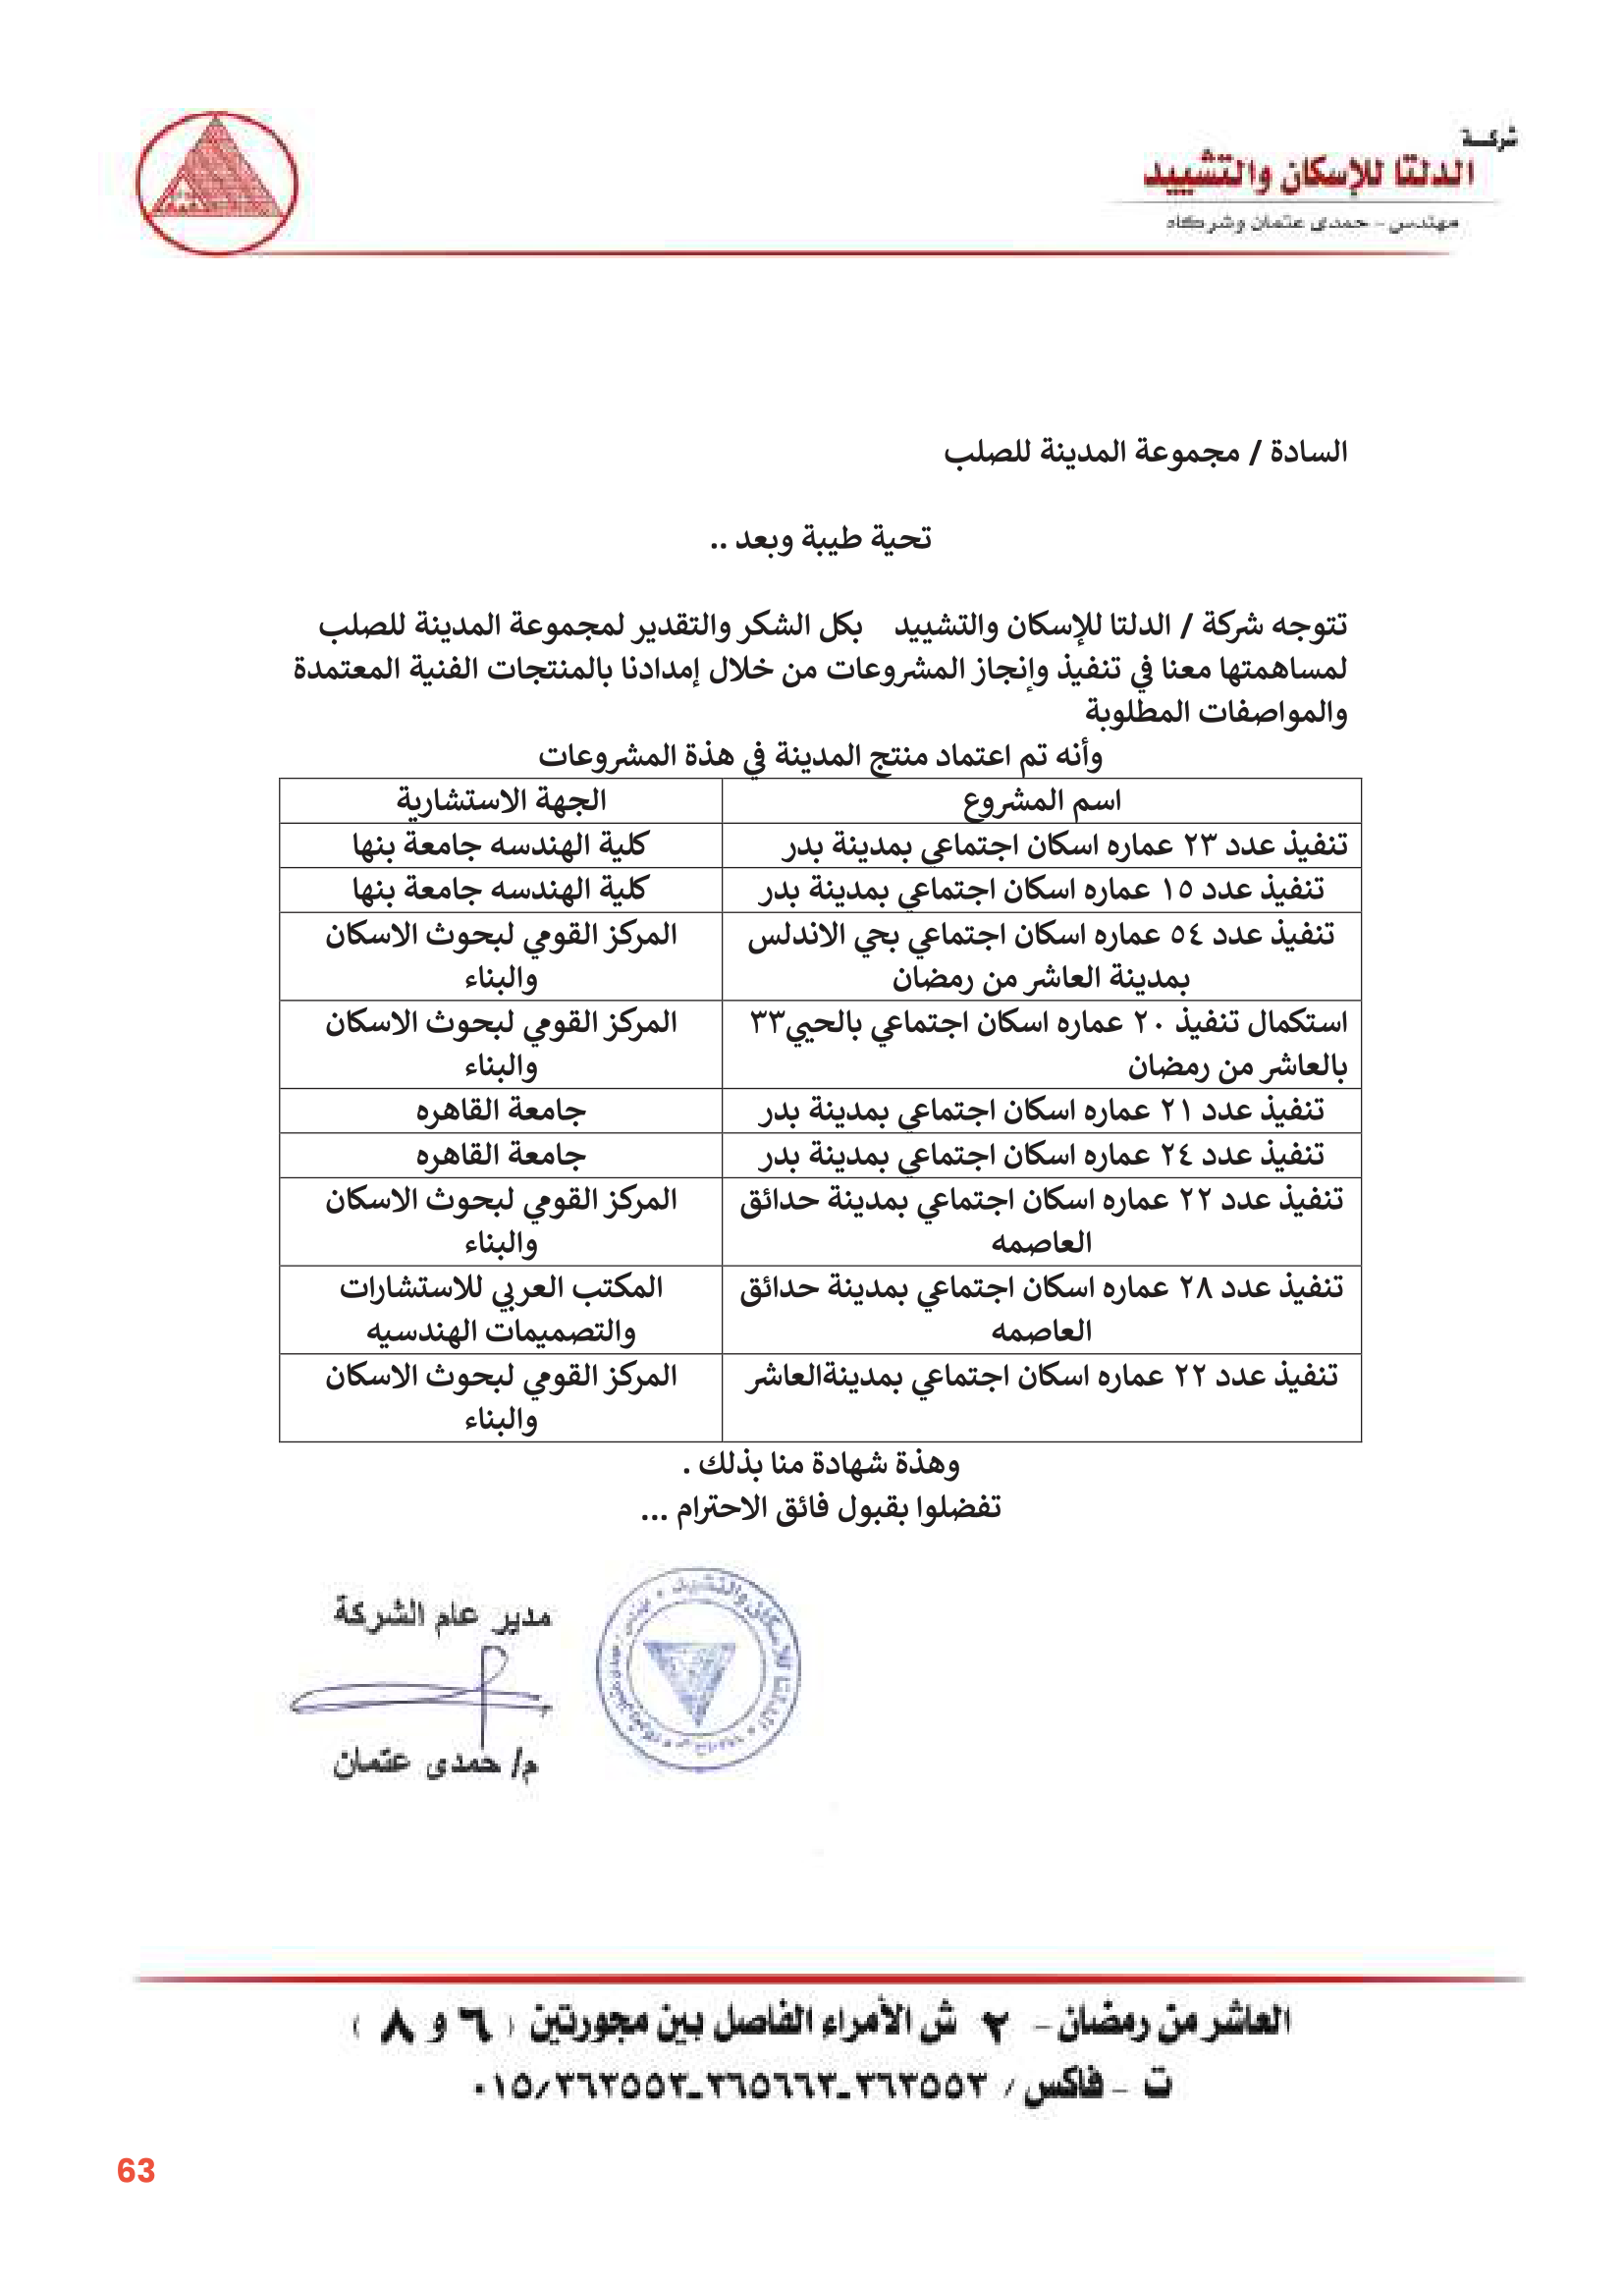 شركة
الدلتا للإسكان والتشييد
مهندس - حمدى عتمان وشركاه
السادة / مجموعة المدينة للصلب
تحية طيبة وبعد ..
تتوجه شركة / الدلتا للإسكان والتشييد بكل الشكر والتقدير لمجموعة المدينة للصلب
لمساهمتها معنا في تنفيذ وإنجاز المشروعات من خلال إمدادنا بالمنتجات الفنية المعتمدة
والمواصفات المطلوبة
وأنه تم اعتماد منتج المدينة في هذة المشروعات
اسم المشروع الجهة الاستشارية
تنفيذ عدد ٢٣ عماره اسكان اجتماعي بمدينة بدر كلية الهندسه جامعة بنها
تنفيذ عدد ١٥ عماره اسكان اجتماعي بمدينة بدر كلية الهندسه جامعة بنها
تنفيذ عدد ٥٤ عماره اسكان اجتماعي بحي الاندلس المركز القومي لبحوث الاسكان
بمدينة العاشر من رمضان والبناء
استكمال تنفيذ ٢٠ عماره اسكان اجتماعي بالحيي٣٣ المركز القومي لبحوث الاسكان
بالعاشر من رمضان والبناء
تنفيذ عدد ٢١ عماره اسكان اجتماعي بمدينة بدر جامعة القاهره
تنفيذ عدد ٢٤ عماره اسكان اجتماعي بمدينة بدر جامعة القاهره
تنفيذ عدد ٢٢ عماره اسكان اجتماعي بمدينة حدائق المركز القومي لبحوث الاسكان
العاصمه والبناء
تنفيذ عدد ٢٨ عماره اسكان اجتماعي بمدينة حدائق المكتب العربي للاستشارات
العاصمه والتصميمات الهندسيه
تنفيذ عدد ٢٢ عماره اسكان اجتماعي بمدينةالعاشر المركز القومي لبحوث الاسكان
والبناء
وهذة شهادة منا بذلك .
تفضلوا بقبول فائق الاحترام ...
مدير عام الشركة
م/ حمدى عتمان
الدلتا للاسكان والتشييد
العاشر من رمضان - ٢ ش الأمراء الفاصل بين مجورتين ( ٦ و ٨ )
ت - فاكس / ٣٦٣٥٥٣ـ٣٦٥٦٦٣ـ٠١٥/٣٦٣٥٥٣
63